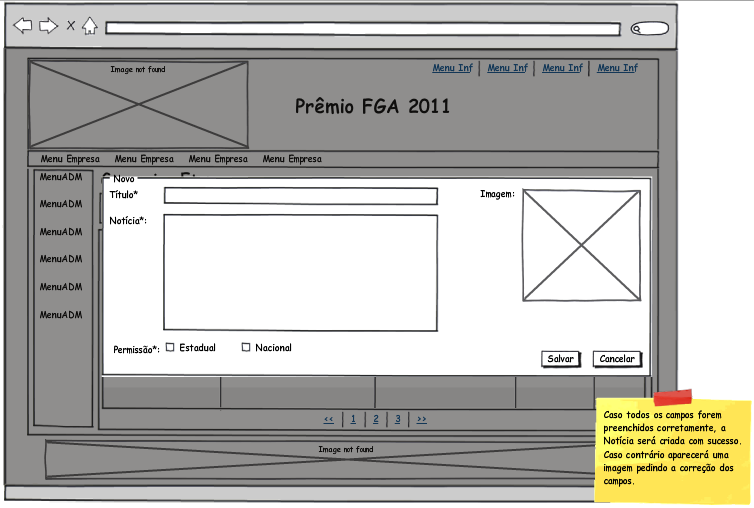 X
Image not found
Menu Inf | Menu Inf | Menu Inf | Menu Inf
Prêmio FGA 2011
Menu Empresa Menu Empresa Menu Empresa Menu Empresa
MenuADM
MenuADM
MenuADM
MenuADM
MenuADM
MenuADM
Novo
Título*
Imagem:
Notícia*:
Permissão*: Estadual Nacional
Salvar Cancelar
<< | 1 | 2 | 3 | >>
Image not found
Caso todos os campos forem
preenchidos corretamente, a
Notícia será criada com sucesso.
Caso contrário aparecerá uma
imagem pedindo a correção dos
campos.